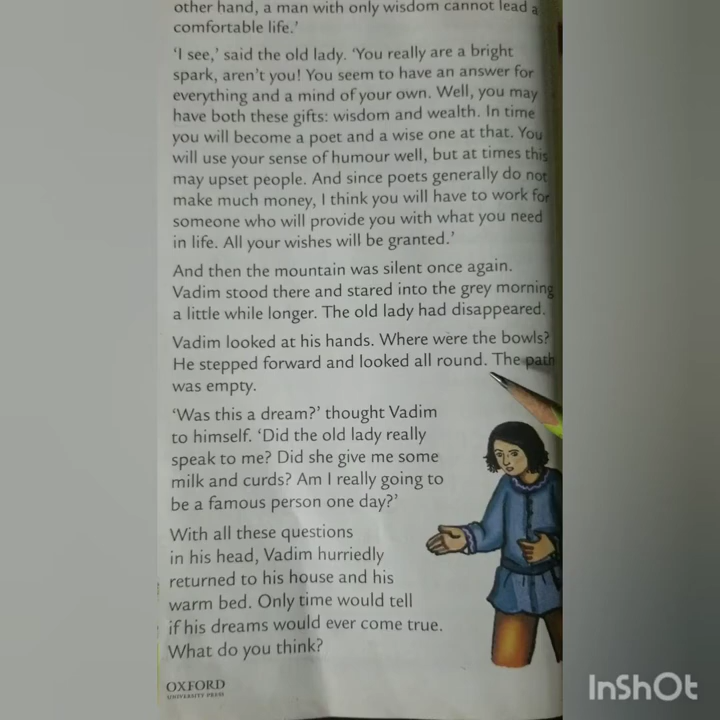 other hand, a man with only wisdom cannot lead a
comfortable life.'
'I see,' said the old lady. 'You really are a bright
spark, aren't you! You seem to have an answer for
everything and a mind of your own. Well, you may
have both these gifts: wisdom and wealth. In time
you will become a poet and a wise one at that. You
will use your sense of humour well, but at times this
may upset people. And since poets generally do not
make much money, I think you will have to work for
someone who will provide you with what you need
in life. All your wishes will be granted.'
And then the mountain was silent once again.
Vadim stood there and stared into the grey morning
a little while longer. The old lady had disappeared.
Vadim looked at his hands. Where were the bowls?
He stepped forward and looked all round. The path
was empty.
'Was this a dream?' thought Vadim
to himself. 'Did the old lady really
speak to me? Did she give me some
milk and curds? Am I really going to
be a famous person one day?'
With all these questions
in his head, Vadim hurriedly
returned to his house and his
warm bed. Only time would tell
if his dreams would ever come true.
What do you think?
OXFORD
UNIVERSITY PRESS
InShOt